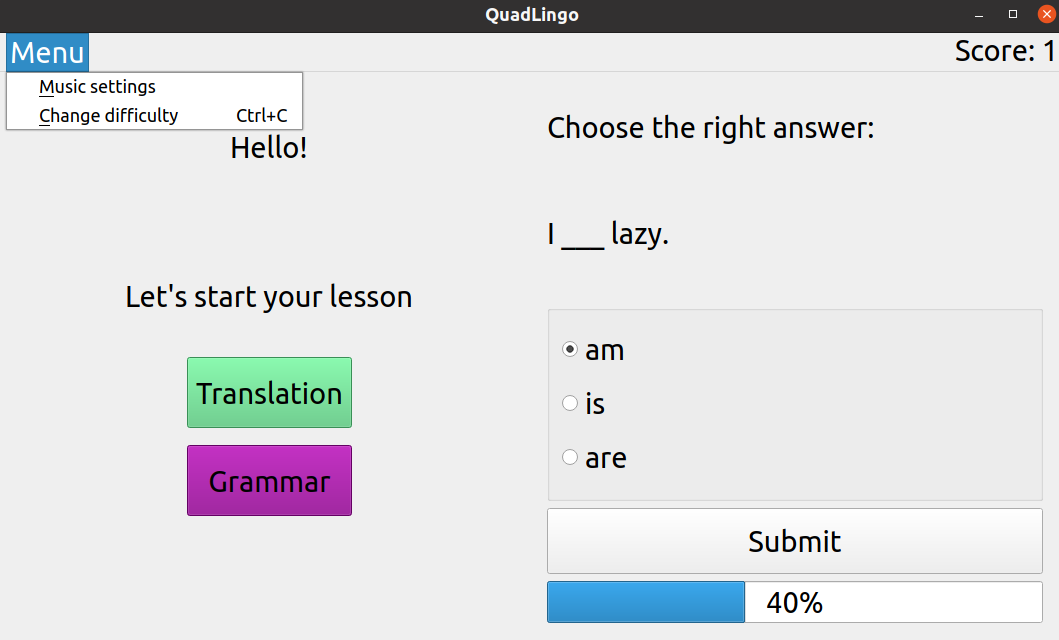 QuadLingo
Menu
Score: 1
Music settings
Change difficulty Ctrl+C
Hello!
Let's start your lesson
Translation
Grammar
Choose the right answer:
I ___ lazy.
am
is
are
Submit
40%